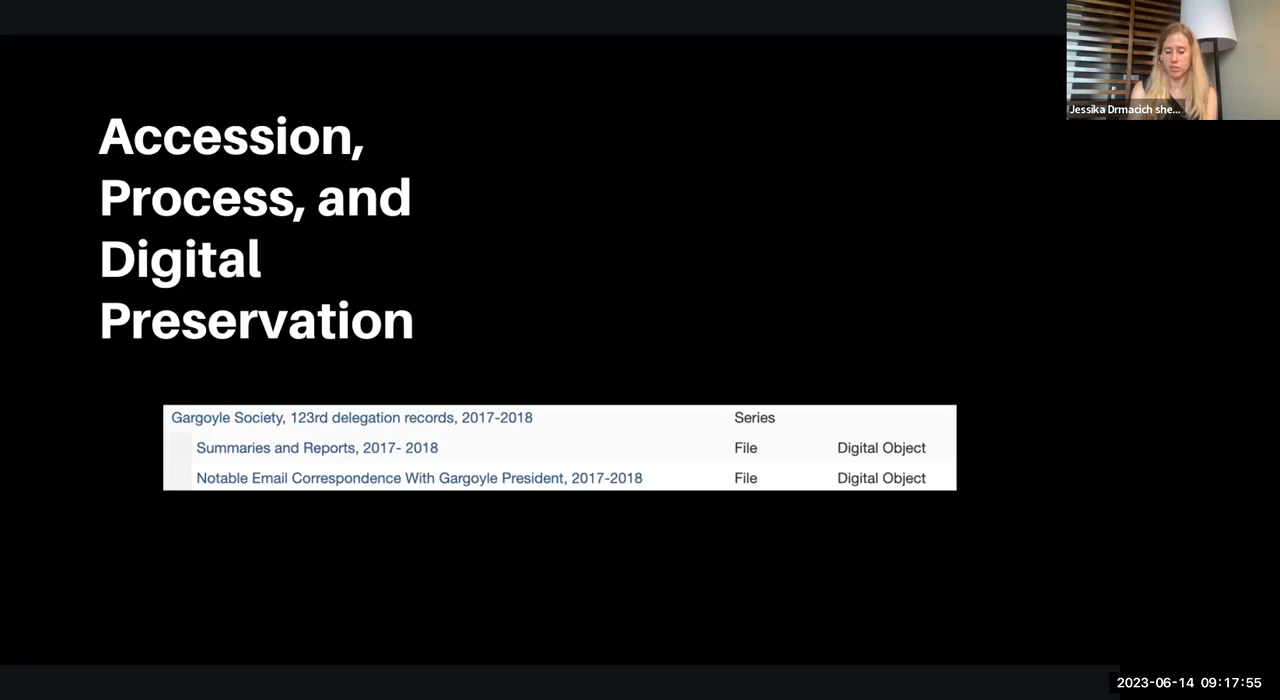 Jessika Drmacich she...
Accession,
Process, and
Digital
Preservation
Gargoyle Society, 123rd delegation records, 2017-2018 Series
Summaries and Reports, 2017- 2018 File Digital Object
Notable Email Correspondence With Gargoyle President, 2017-2018 File Digital Object
2023-06-14 09:17:55